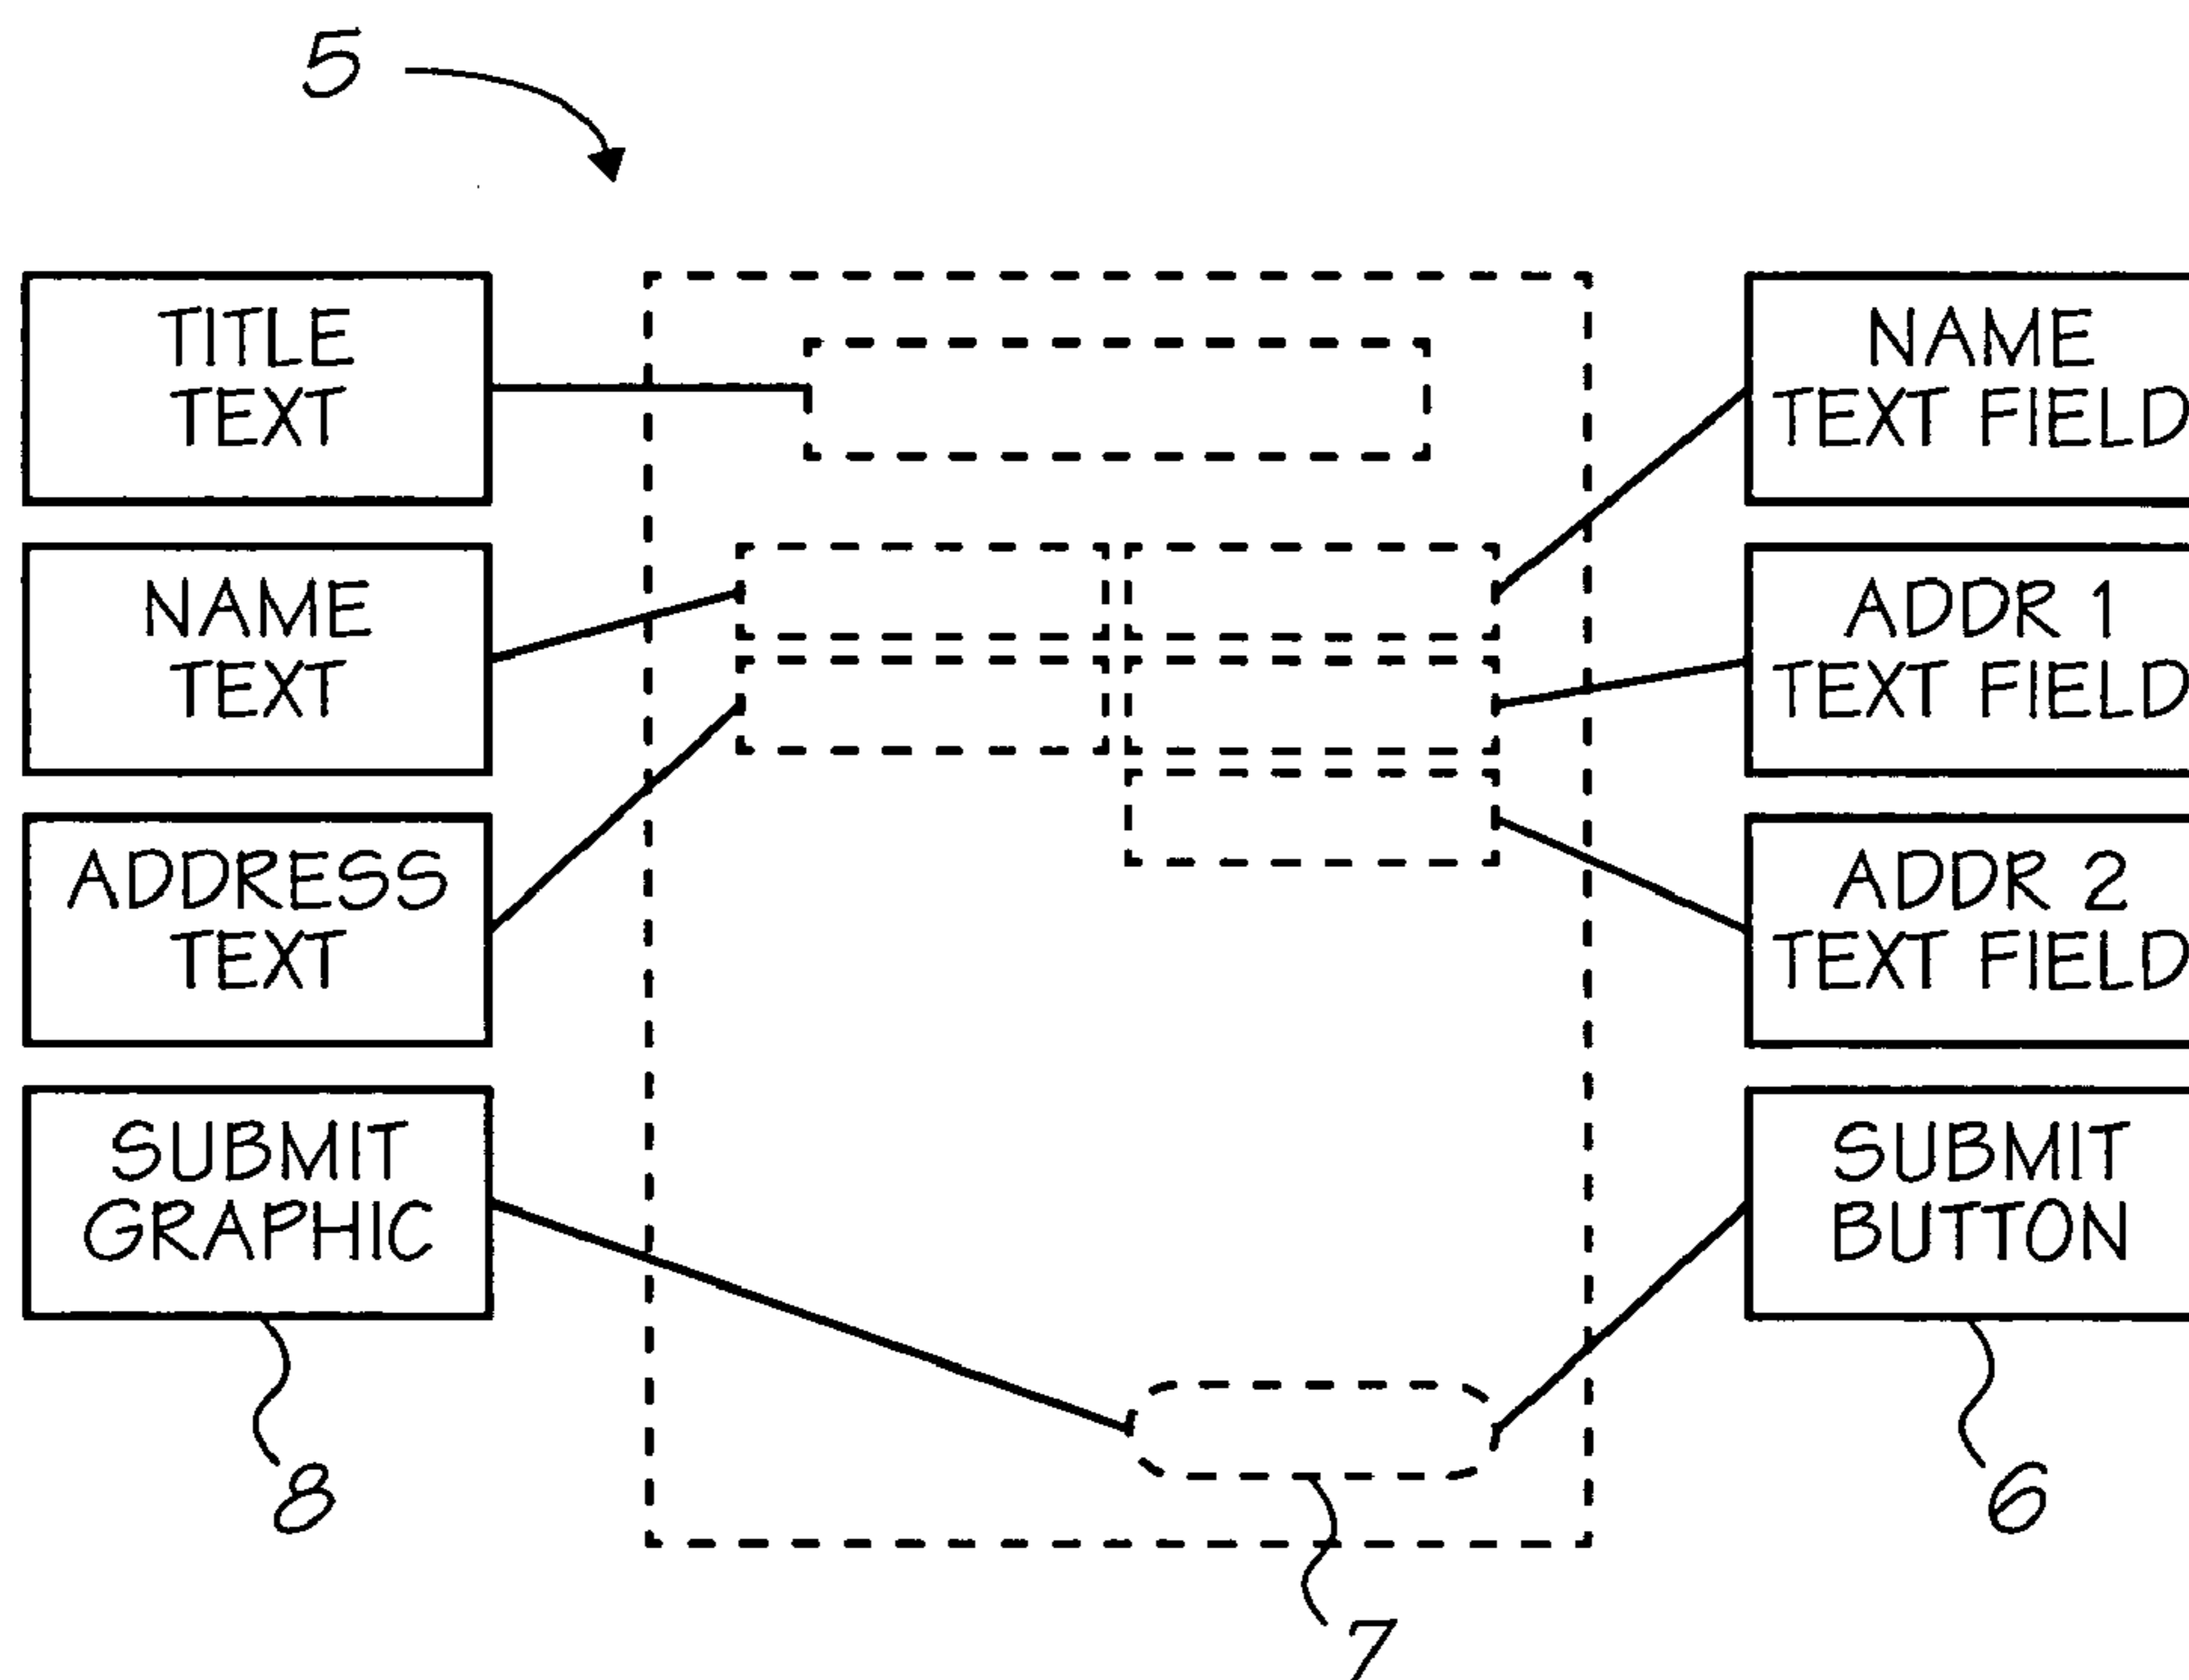 5
TITLE
TEXT
NAME
TEXT FIELD
NAME
TEXT
ADDR 1
TEXT FIELD
ADDRESS
TEXT
ADDR 2
TEXT FIELD
SUBMIT
GRAPHIC
SUBMIT
BUTTON
8
6
7